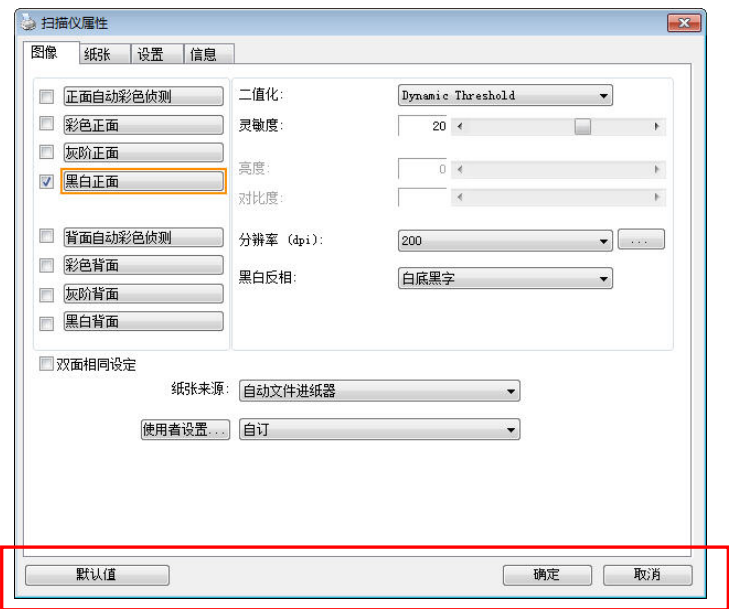 扫描仪属性
图像 纸张 设置 信息
正面自动彩色侦测 二值化: Dynamic Threshold
彩色正面 灵敏度: 20
灰阶正面
亮度: 0
黑白正面
对比度:
背面自动彩色侦测 分辨率 (dpi): 200 ...
彩色背面
黑白反相: 白底黑字
灰阶背面
黑白背面
双面相同设定
纸张来源: 自动文件进纸器
使用者设置... 自订
默认值 确定 取消